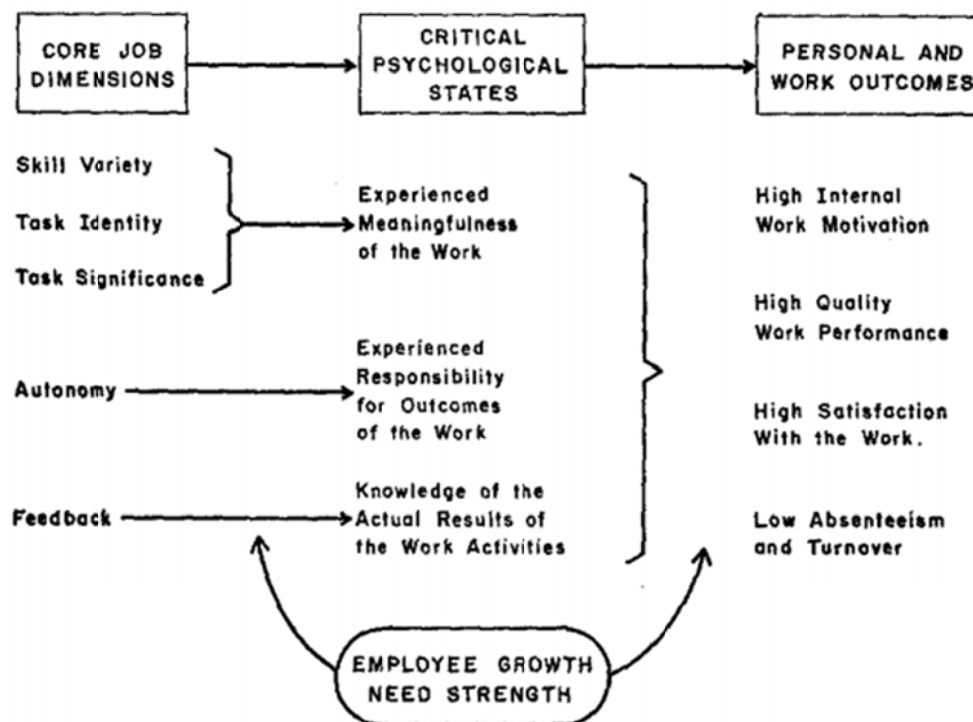 CORE JOB
DIMENSIONS
CRITICAL
PSYCHOLOGICAL
STATES
PERSONAL AND
WORK OUTCOMES
Skill Variety
Task Identity
Task Significance
Experienced
Meaningfulness
of the Work
Autonomy
Experienced
Responsibility
for Outcomes
of the Work
Feedback
Knowledge of the
Actual Results of
the Work Activities
High Internal
Work Motivation
High Quality
Work Performance
High Satisfaction
With the Work.
Low Absenteeism
and Turnover
EMPLOYEE GROWTH
NEED STRENGTH